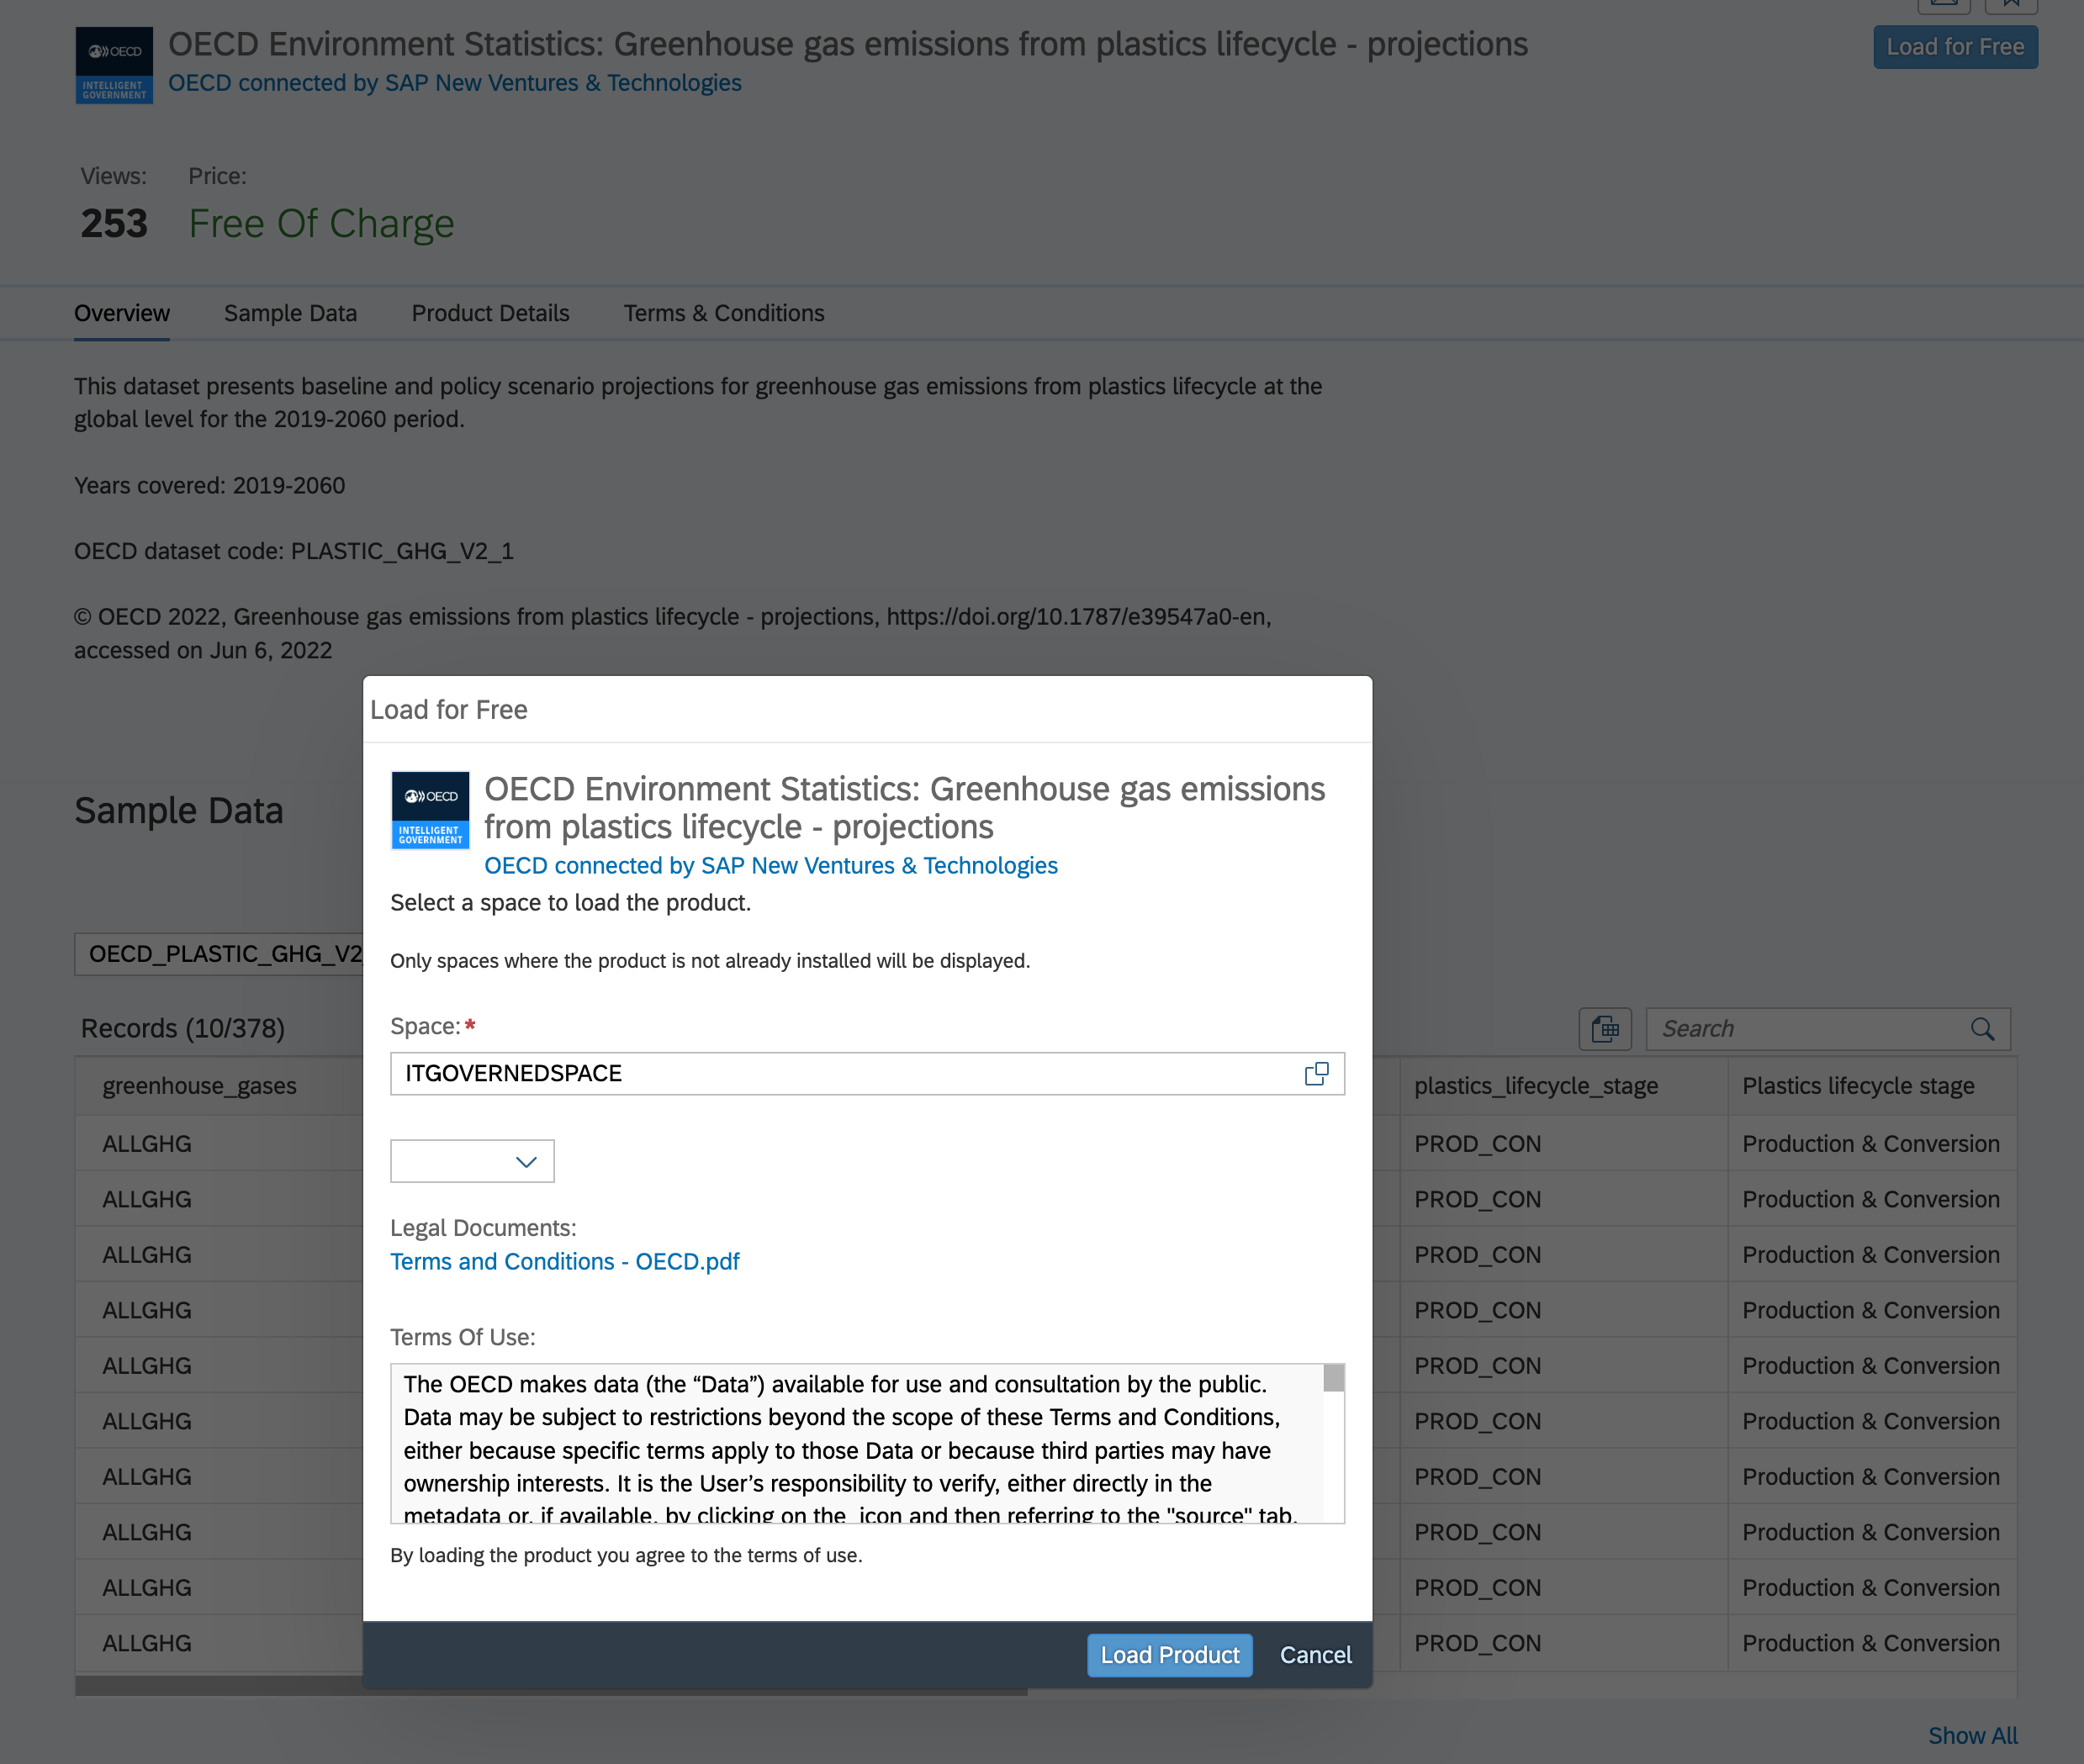 OECD
INTELLIGENT
GOVERNMENT
OECD Environment Statistics: Greenhouse gas emissions from plastics lifecycle - projections
OECD connected by SAP New Ventures & Technologies
Load for Free
Views:
Price:
253
Free Of Charge
Overview
Sample Data
Product Details
Terms & Conditions
This dataset presents baseline and policy scenario projections for greenhouse gas emissions from plastics lifecycle at the
global level for the 2019-2060 period.
Years covered: 2019-2060
OECD dataset code: PLASTIC_GHG_V2_1
© OECD 2022, Greenhouse gas emissions from plastics lifecycle - projections, https://doi.org/10.1787/e39547a0-en,
accessed on Jun 6, 2022
Sample Data
OECD_PLASTIC_GHG_V2
Records (10/378)
Search
greenhouse_gases
plastics_lifecycle_stage
Plastics lifecycle stage
ALLGHG
PROD_CON
Production & Conversion
ALLGHG
PROD_CON
Production & Conversion
ALLGHG
PROD_CON
Production & Conversion
ALLGHG
PROD_CON
Production & Conversion
ALLGHG
PROD_CON
Production & Conversion
ALLGHG
PROD_CON
Production & Conversion
ALLGHG
PROD_CON
Production & Conversion
ALLGHG
PROD_CON
Production & Conversion
ALLGHG
PROD_CON
Production & Conversion
ALLGHG
PROD_CON
Production & Conversion
Show All
Load for Free
OECD
INTELLIGENT
GOVERNMENT
OECD Environment Statistics: Greenhouse gas emissions
from plastics lifecycle - projections
OECD connected by SAP New Ventures & Technologies
Select a space to load the product.
Only spaces where the product is not already installed will be displayed.
Space:*
ITGOVERNEDSPACE
Legal Documents:
Terms and Conditions - OECD.pdf
Terms Of Use:
The OECD makes data (the “Data”) available for use and consultation by the public.
Data may be subject to restrictions beyond the scope of these Terms and Conditions,
either because specific terms apply to those Data or because third parties may have
ownership interests. It is the User’s responsibility to verify, either directly in the
metadata or, if available, by clicking on the  icon and then referring to the "source" tab,
By loading the product you agree to the terms of use.
Load Product
Cancel